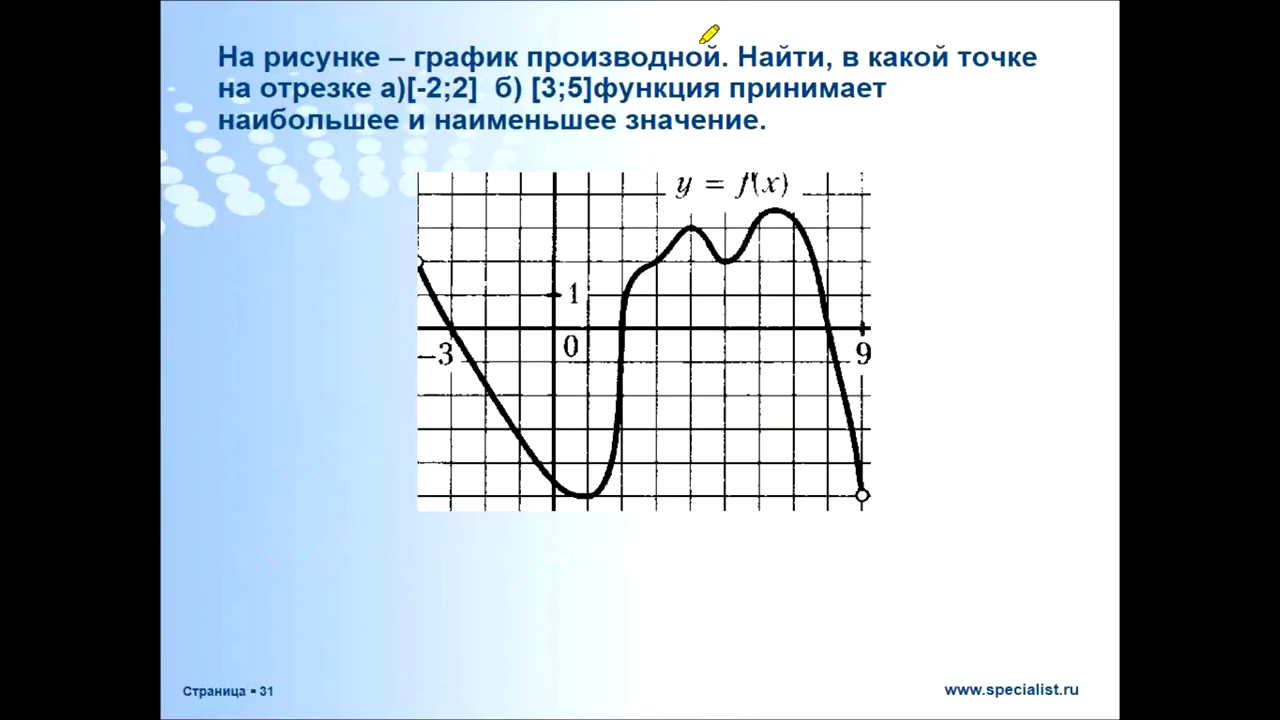 На рисунке – график производной. Найти, в какой точке
на отрезке а)[-2;2] б) [3;5]функция принимает
наибольшее и наименьшее значение.
y = f'(x)
1
−3
0
9
Страница ▪ 31
www.specialist.ru